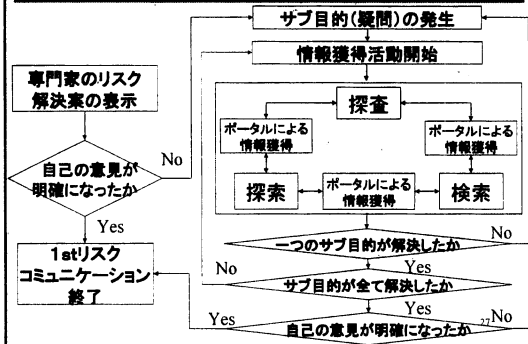 サブ目的(疑問)の発生
情報獲得活動開始
専門家のリスク
解決案の表示
探査
ポータルによる
情報獲得
ポータルによる
情報獲得
自己の意見が
明確になったか
No
探索
ポータルによる
情報獲得
検索
Yes
一つのサブ目的が解決したか
No
1stリスク
コミュニケーション
終了
No
Yes
サブ目的が全て解決したか
Yes
Yes
自己の意見が明確になったか
27
No